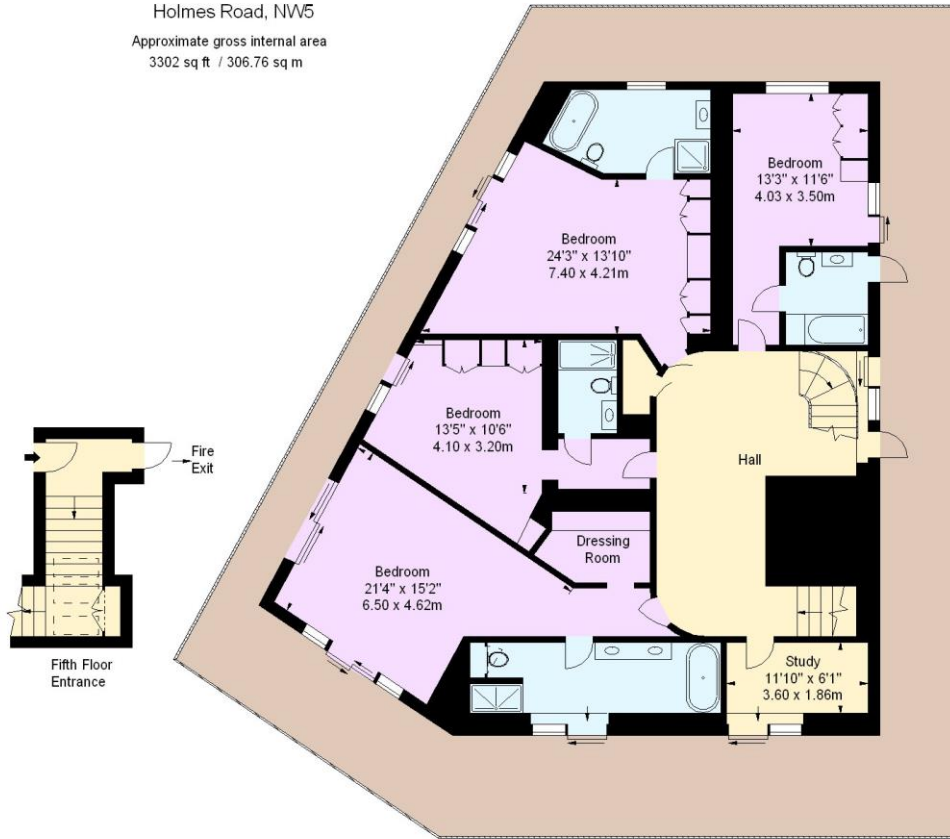 Holmes Road, NW5
Approximate gross internal area
3302 sq ft / 306.76 sq m
Bedroom
13'3" x 11'6"
4.03 x 3.50m
Bedroom
24'3" x 13'10"
7.40 x 4.21m
Bedroom
13'5" x 10'6"
4.10 x 3.20m
Hall
Fire
Exit
Dressing
Room
Bedroom
21'4" x 15'2"
6.50 x 4.62m
Fifth Floor
Entrance
Study
11'10" x 6'1"
3.60 x 1.86m